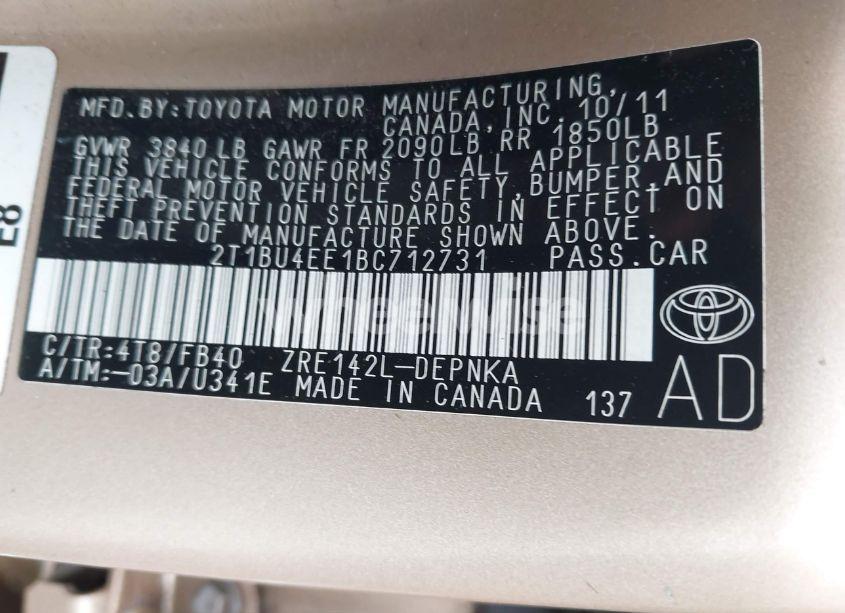 MFD.BY:TOYOTA MOTOR MANUFACTURING,
CANADA, INC. 10/11
GVWR 3840 LB GAWR FR 2090LB RR 1850LB
THIS VEHICLE CONFORMS TO ALL APPLICABLE
FEDERAL MOTOR VEHICLE SAFETY, BUMPER, AND
THEFT PREVENTION STANDARDS IN EFFECT ON
THE DATE OF MANUFACTURE SHOWN ABOVE.
2T1BU4EE1BC712731 PASS.CAR
wheelwise
C/TR:4T8/FB40 ZRE142L-DEPNKA
A/TM:-03A/U341E MADE IN CANADA 137
AD
E8